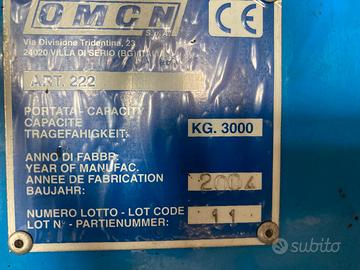 OMCN
S.p.A.
Via Divisione Tridentina, 23
24020 VILLA DI SERIO (BG) ITALY
ART. 222
PORTATA - CAPACITY
CAPACITE
TRAGEFAHIGKEIT:
KG. 3000
ANNO DI FABBR.
YEAR OF MANUFAC.
ANNEE DE FABRICATION
BAUJAHR:
2004
NUMERO LOTTO - LOT CODE
LOT N° - PARTIENUMMER:
11
subito